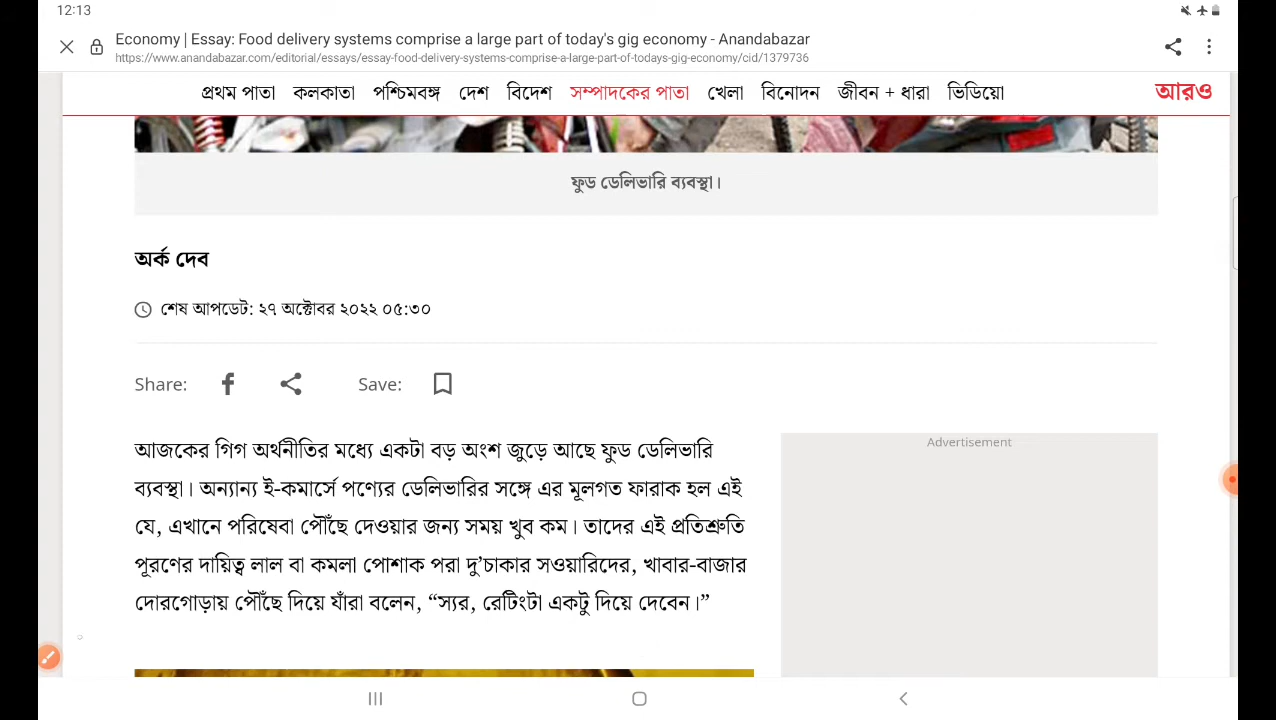 12:13
Economy | Essay: Food delivery systems comprise a large part of today's gig economy - Anandabazar
https://www.anandabazar.com/editorial/essays/essay-food-delivery-systems-comprise-a-large-part-of-todays-gig-economy/cid/1379736
প্রথম পাতা কলকাতা পশ্চিমবঙ্গ দেশ বিদেশ সম্পাদকের পাতা খেলা বিনোদন জীবন + ধারা ভিডিয়ো আরও
ফুড ডেলিভারি ব্যবস্থা।
অর্ক দেব
শেষ আপডেট: ২৭ অক্টোবর ২০২২ ০৫:৩০
Share: Save:
আজকের গিগ অর্থনীতির মধ্যে একটা বড় অংশ জুড়ে আছে ফুড ডেলিভারি
ব্যবস্থা। অন্যান্য ই-কমার্সে পণ্যের ডেলিভারির সঙ্গে এর মূলগত ফারাক হল এই
যে, এখানে পরিষেবা পৌঁছে দেওয়ার জন্য সময় খুব কম। তাদের এই প্রতিশ্রুতি
পূরণের দায়িত্ব লাল বা কমলা পোশাক পরা দু’চাকার সওয়ারিদের, খাবার-বাজার
দোরগোড়ায় পৌঁছে দিয়ে যাঁরা বলেন, “স্যর, রেটিংটা একটু দিয়ে দেবেন।”
Advertisement